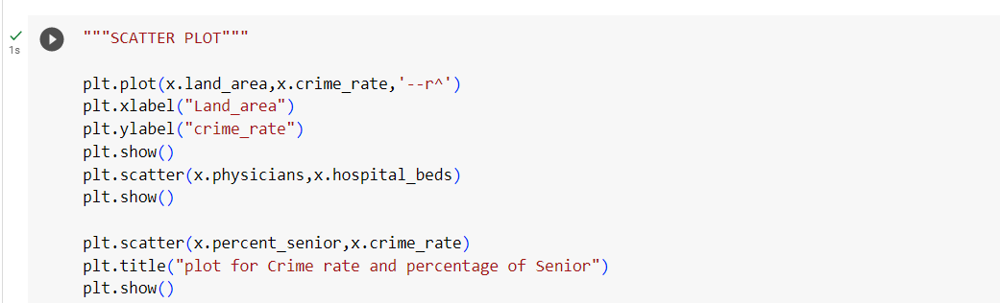 1s
"""SCATTER PLOT"""
plt.plot(x.land_area,x.crime_rate,'--r^')
plt.xlabel("Land_area")
plt.ylabel("crime_rate")
plt.show()
plt.scatter(x.physicians,x.hospital_beds)
plt.show()
plt.scatter(x.percent_senior,x.crime_rate)
plt.title("plot for Crime rate and percentage of Senior")
plt.show()